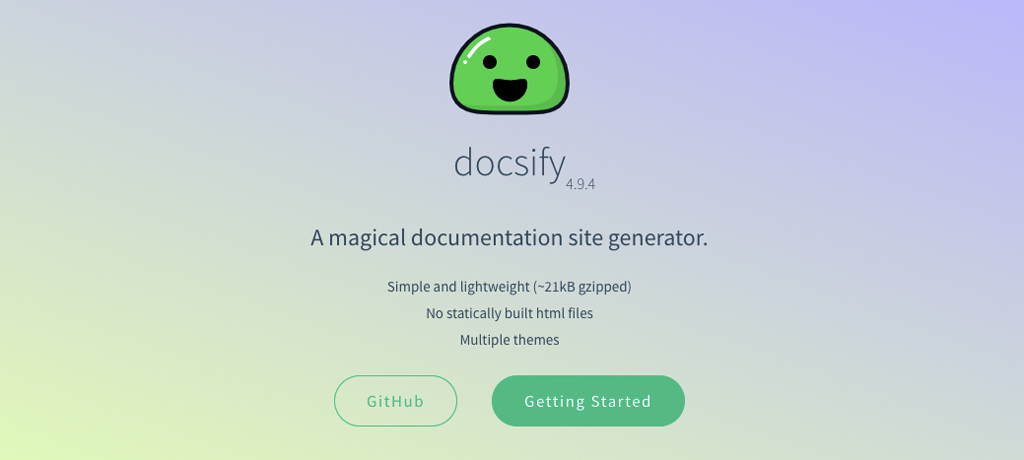 docsify 4.9.4
A magical documentation site generator.
Simple and lightweight (~21kB gzipped)
No statically built html files
Multiple themes
GitHub Getting Started